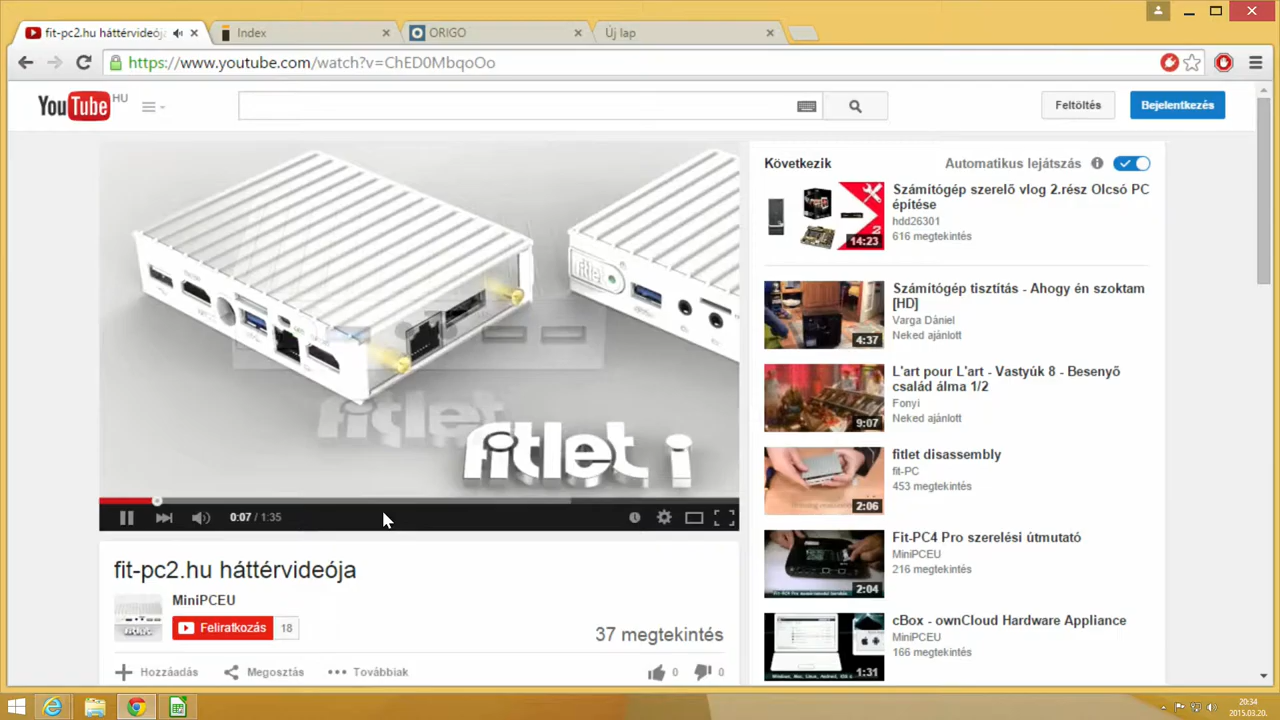 fit-pc2.hu háttérvideója
Index
ORIGO
Új lap
https://www.youtube.com/watch?v=ChED0MbqbOo
YouTube HU
Feltöltés
Bejelentkezés
fitlet
fitlet
fitlet i
0:07 / 1:35
fit-pc2.hu háttérvideója
MiniPCEU
Feliratkozás 18
37 megtekintés
Hozzáadás
Megosztás
Továbbiak
0
0
Következik
Automatikus lejátszás
Számítógép szerelõ vlog 2.rész Olcsó PC
építése
hdd26301
616 megtekintés
2
14:23
Számítógép tisztítás - Ahogy én szoktam
[HD]
Varga Dániel
Neked ajánlott
4:37
L'art pour L'art - Vastyúk 8 - Besenyõ
család álma 1/2
Fonyi
Neked ajánlott
9:07
fitlet disassembly
fit-PC
453 megtekintés
2:06
Fit-PC4 Pro szerelési útmutató
MiniPCEU
216 megtekintés
2:04
cBox - ownCloud Hardware Appliance
MiniPCEU
166 megtekintés
1:31
20:34
2015.03.20.